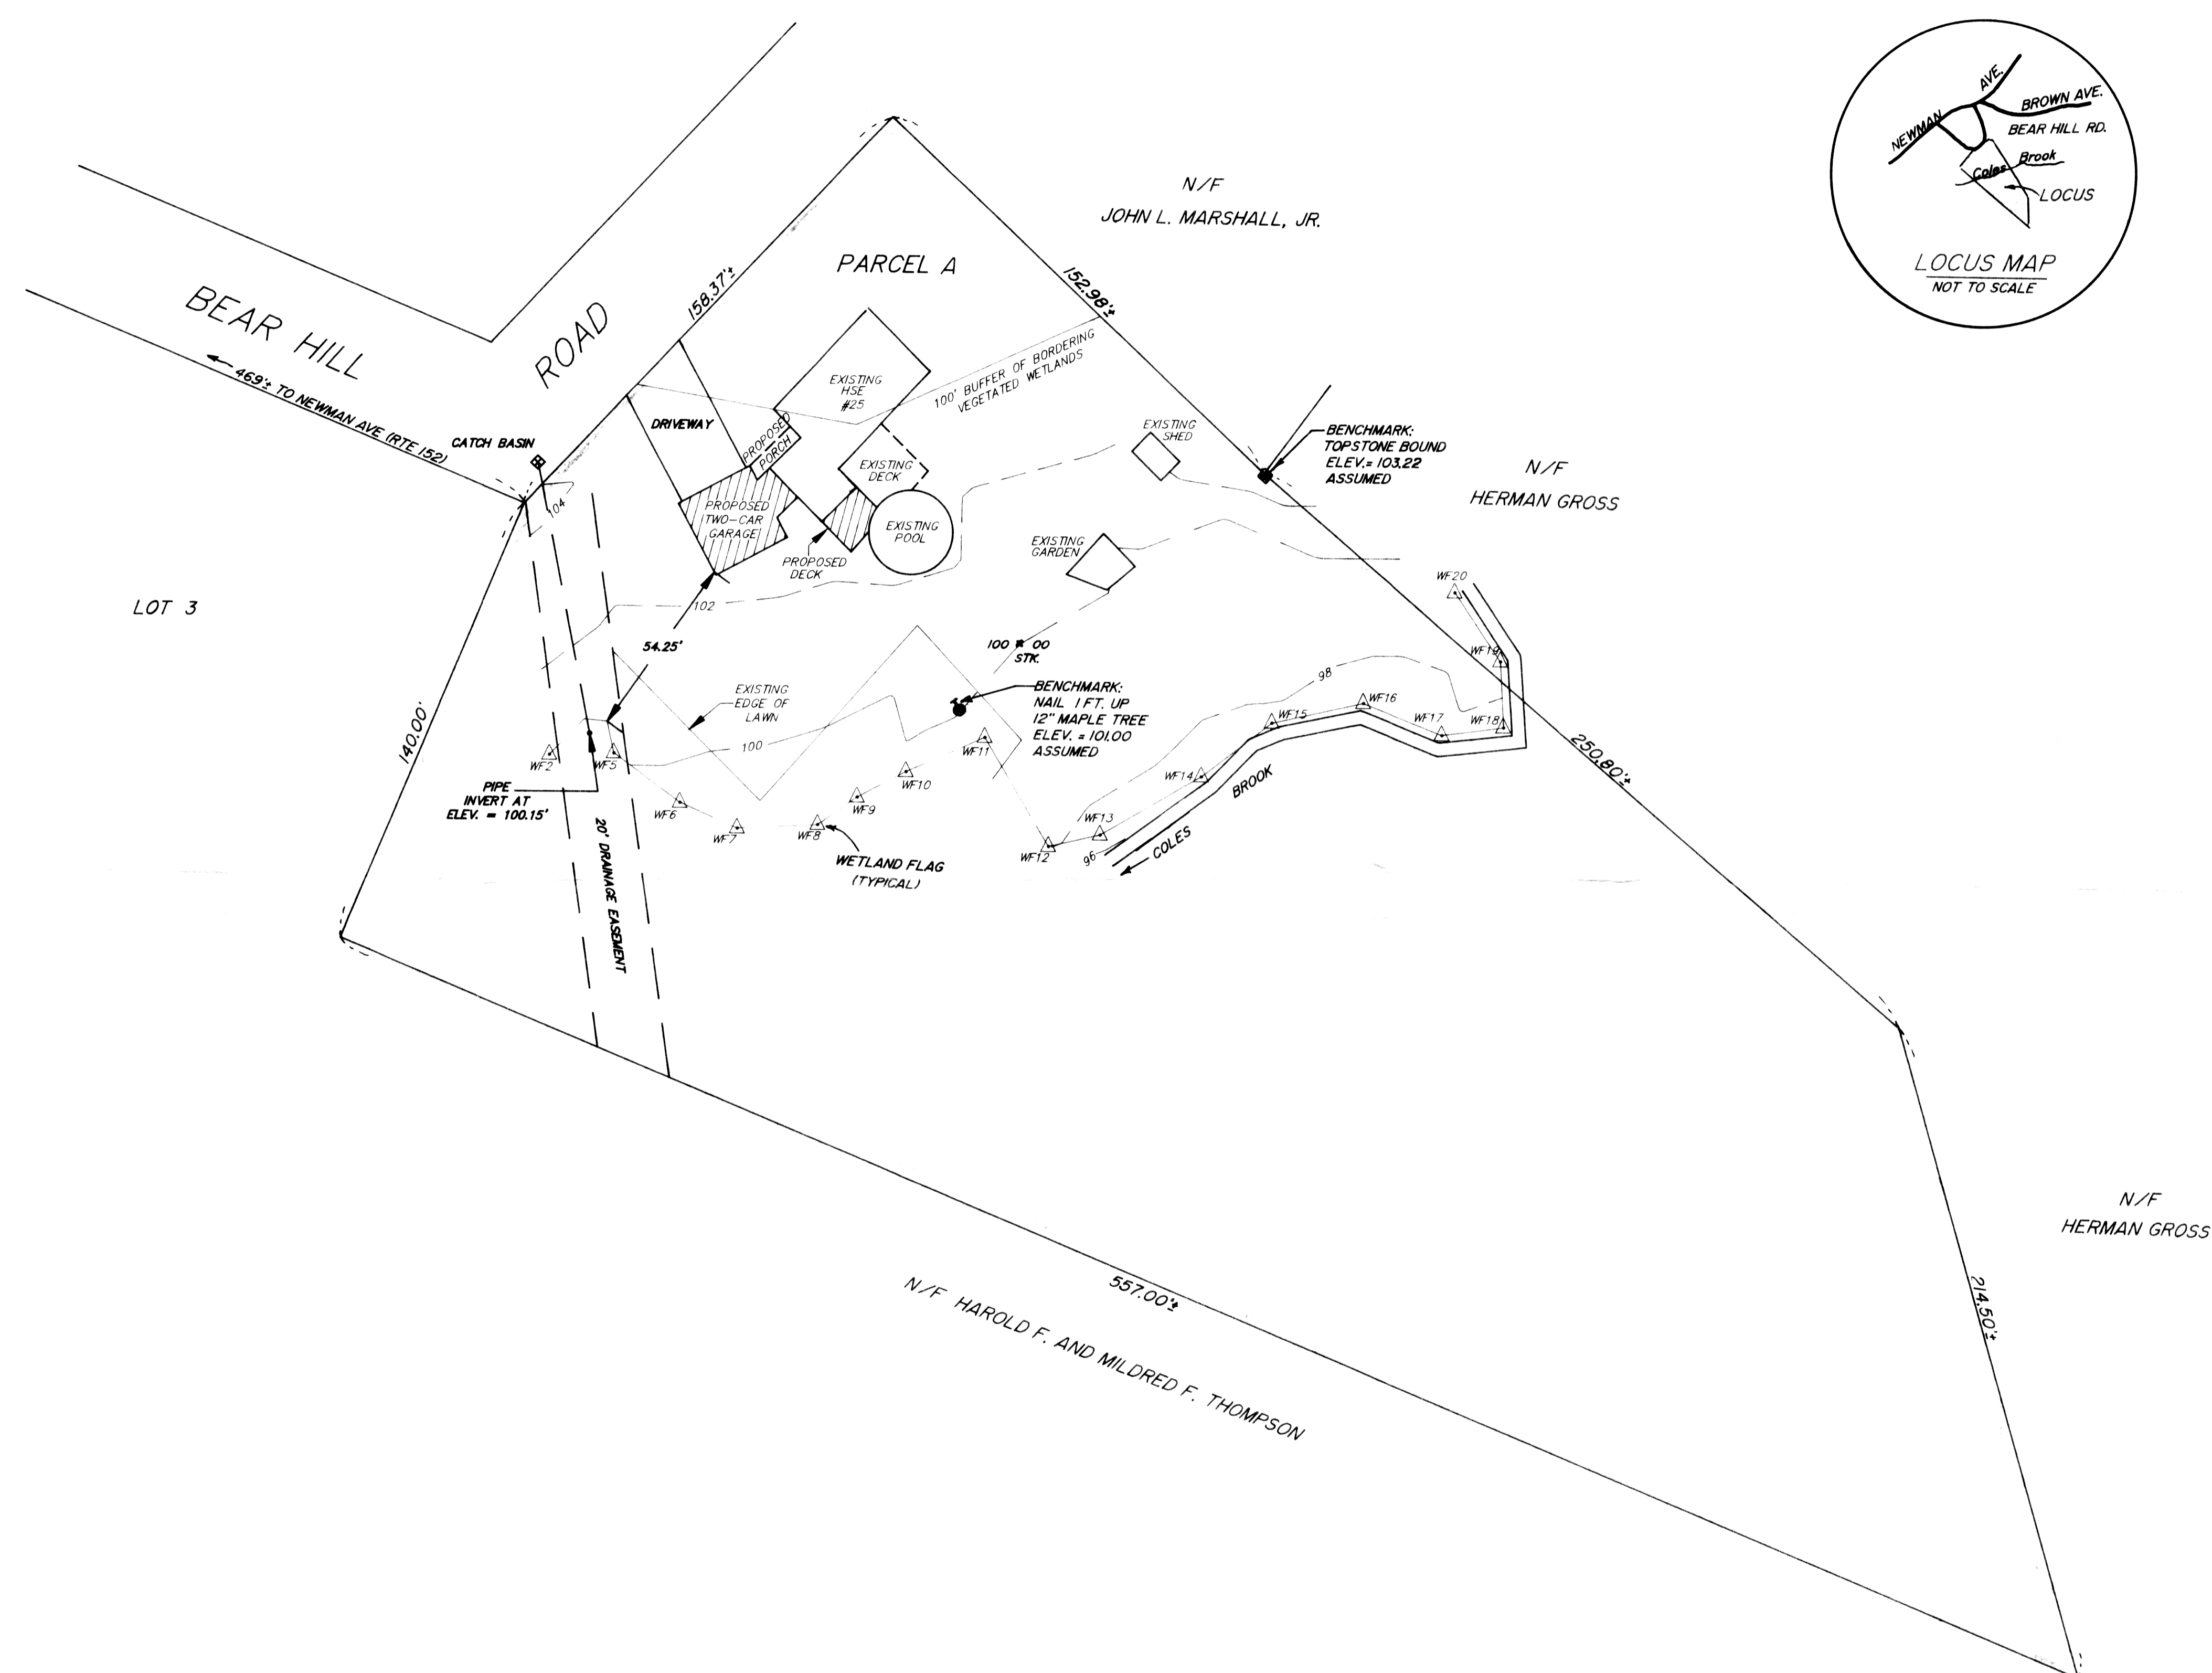 NEWMAN
AVE.
BROWN AVE.
BEAR HILL RD.
Coles Brook
LOCUS
LOCUS MAP
NOT TO SCALE
N/F
JOHN L. MARSHALL, JR.
PARCEL A
158.37'±
152.98'±
BEAR HILL
ROAD
469'± TO NEWMAN AVE (RTE 152)
CATCH BASIN
104
DRIVEWAY
EXISTING
HSE
#25
100' BUFFER OF BORDERING
VEGETATED WETLANDS
PROPOSED
PORCH
EXISTING
DECK
PROPOSED
TWO-CAR
GARAGE
EXISTING
POOL
PROPOSED
DECK
EXISTING
SHED
BENCHMARK:
TOPSTONE BOUND
ELEV.= 103.22
ASSUMED
N/F
HERMAN GROSS
EXISTING
GARDEN
WF20
LOT 3
102
54.25'
100 00
STK.
WF19
98
EXISTING
EDGE OF
LAWN
BENCHMARK:
NAIL 1 FT. UP
12" MAPLE TREE
ELEV. = 101.00
ASSUMED
WF15
WF16
WF17
WF18
140.00'
100
WF11
250.80'±
WF2
WF5
WF10
WF14
BROOK
PIPE
INVERT AT
ELEV. = 100.15'
WF6
WF9
WF7
WF8
WF13
WF12
96
COLES
WETLAND FLAG
(TYPICAL)
20' DRAINAGE EASEMENT
N/F
HERMAN GROSS
557.00'±
214.50'±
N/F HAROLD F. AND MILDRED F. THOMPSON